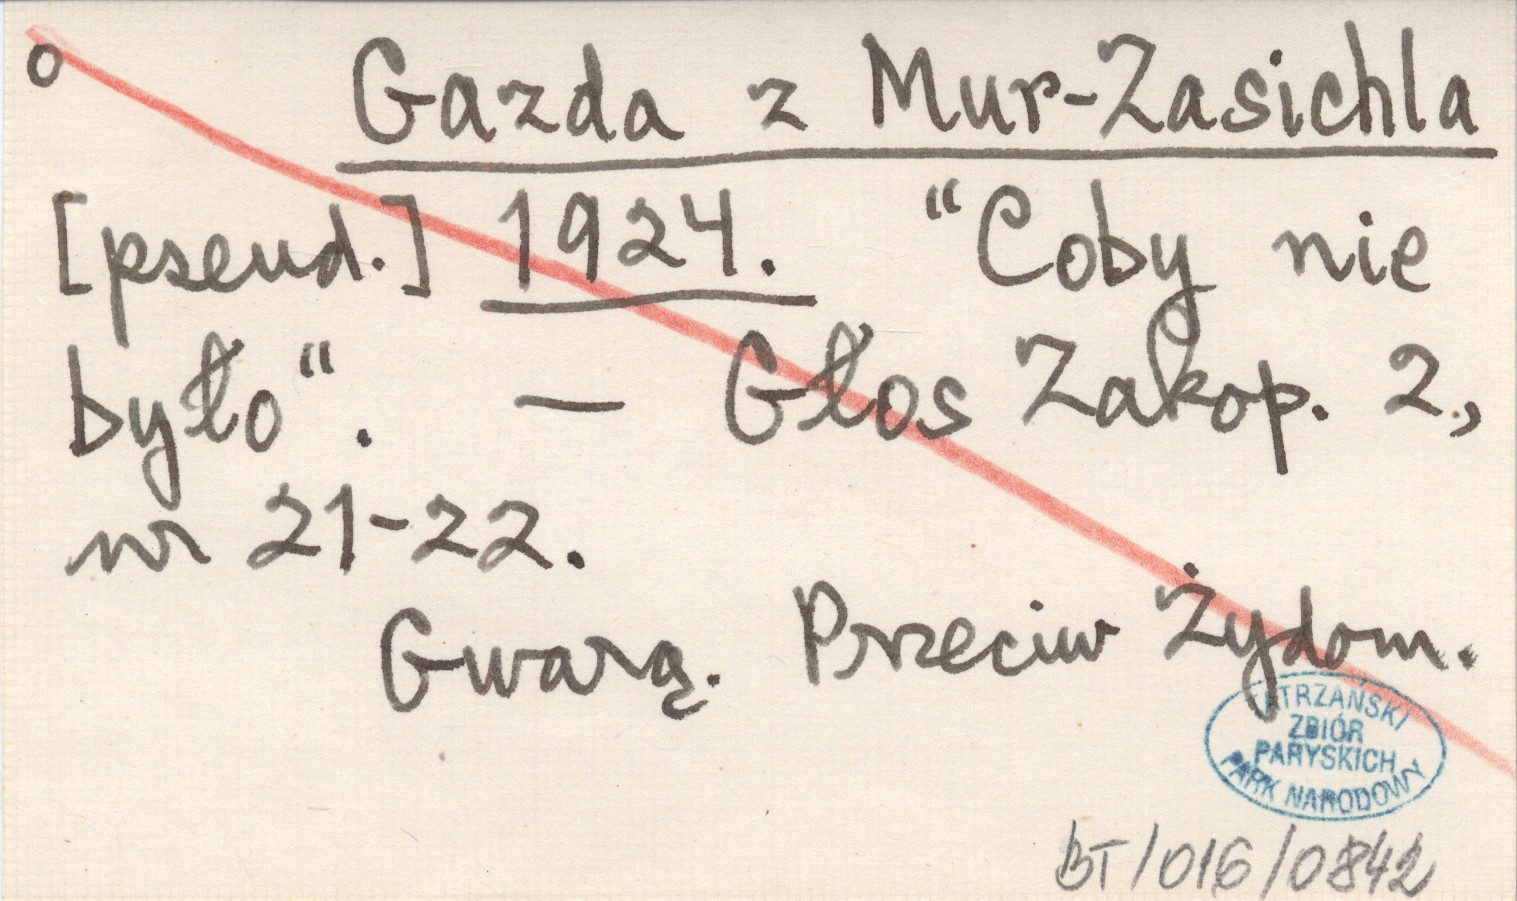 o Gazda z Mur-Zasichla
[pseud.] 1924. “Coby nie
było“. — Głos Zakop. 2,
nr 21-22.
Gwarą. Przeciw Żydom.
TATRZAŃSKI
ZBIÓR
PARYSKICH
PARK NARODOWY
BT/016/0842